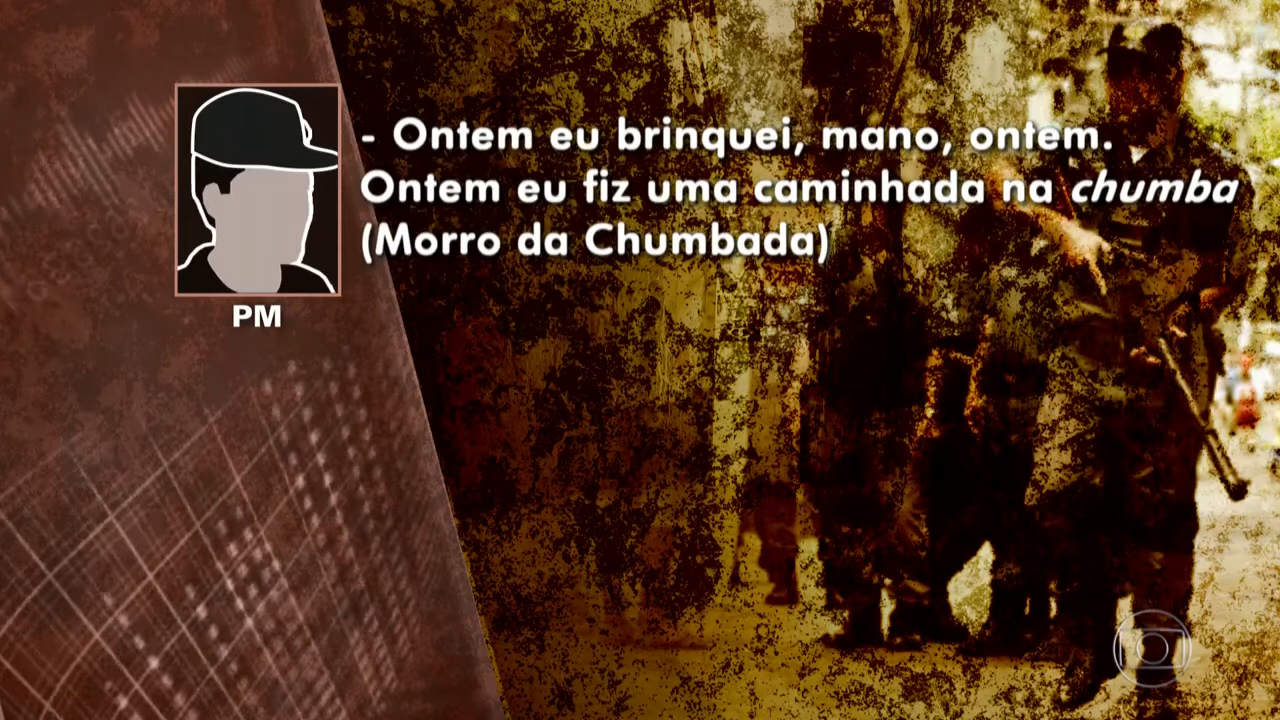 - Ontem eu brinquei, mano, ontem.
Ontem eu fiz uma caminhada na chumba
(Morro da Chumbada)
PM